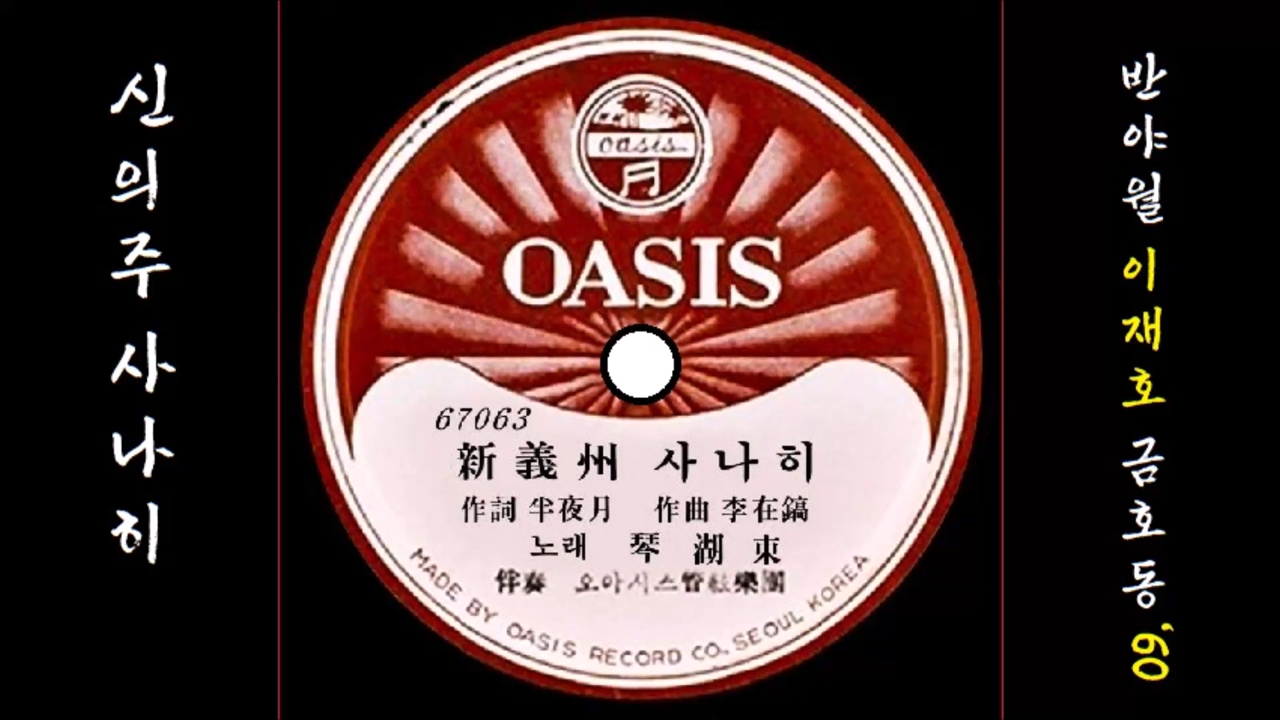 신의주 사나히
oasis
OASIS
67063
新義州 사나히
作詞 半夜月 作曲 李在鎬
노래 琴湖東
伴奏 오아시스管絃樂團
MADE BY OASIS RECORD CO. SEOUL KOREA
반야월 이재호 금호동 '60